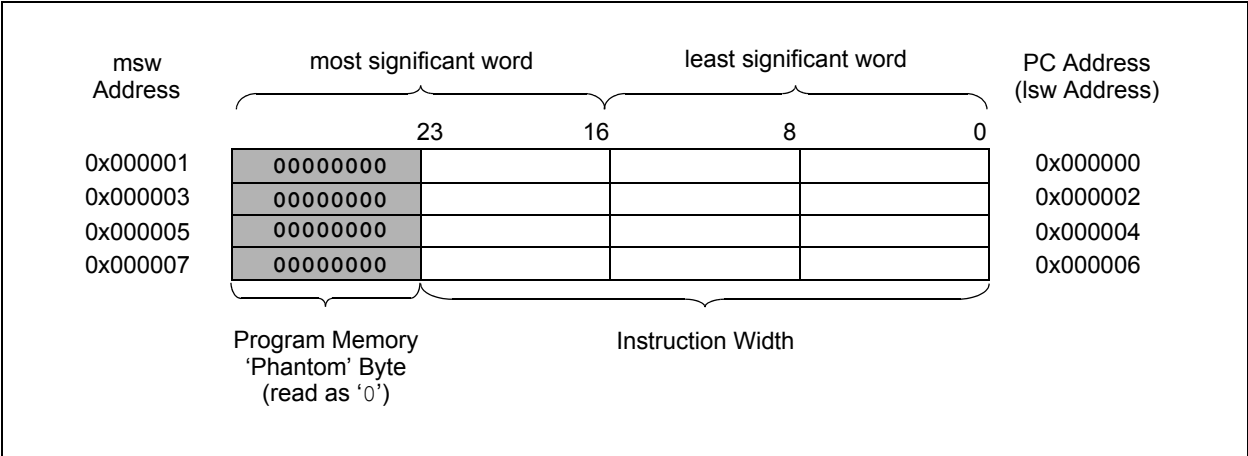 msw
Address
most significant word
least significant word
PC Address
(lsw Address)
23 16 8 0
0x000001 00000000 0x000000
0x000003 00000000 0x000002
0x000005 00000000 0x000004
0x000007 00000000 0x000006
Program Memory
‘Phantom’ Byte
(read as ‘0’)
Instruction Width